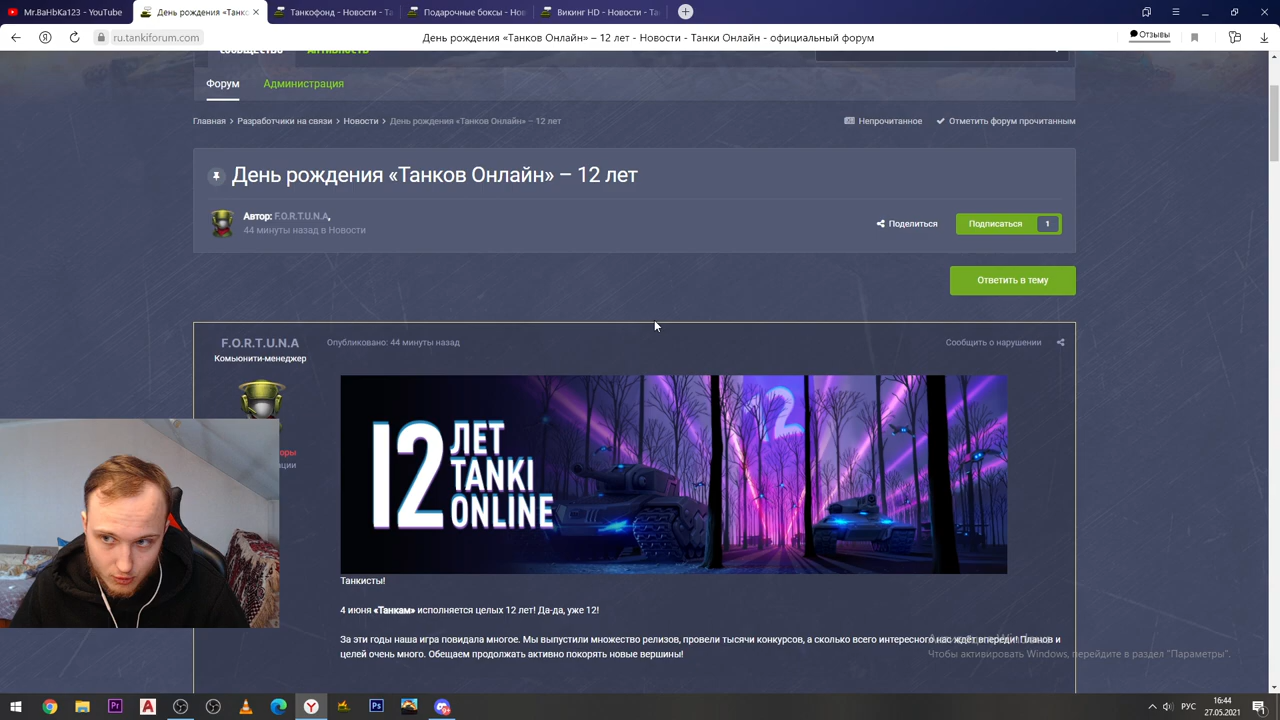 Mr.BaHbKa123 - YouTube
День рождения «Танко
Танкофонд - Новости - Та
Подарочные боксы - Нов
Викинг HD - Новости - Тан
ru.tankiforum.com
День рождения «Танков Онлайн» – 12 лет - Новости - Танки Онлайн - официальный форум
Отзывы
Сообщество
Активность
Форум
Администрация
Главная > Разработчики на связи > Новости > День рождения «Танков Онлайн» – 12 лет
Непрочитанное
Отметить форум прочитанным
День рождения «Танков Онлайн» – 12 лет
Автор: F.O.R.T.U.N.A,
44 минуты назад в Новости
Поделиться
Подписаться 1
Ответить в тему
F.O.R.T.U.N.A
Комьюнити-менеджер
Опубликовано: 44 минуты назад
Сообщить о нарушении
12 ЛЕТ
TANKI
ONLINE
12
Танкисты!
4 июня «Танкам» исполняется целых 12 лет! Да-да, уже 12!
За эти годы наша игра повидала многое. Мы выпустили множество релизов, провели тысячи конкурсов, а сколько всего интересного нас ждёт впереди! Планов и
целей очень много. Обещаем продолжать активно покорять новые вершины!
Чтобы активировать Windows, перейдите в раздел "Параметры".
РУС
16:44
27.05.2021
1